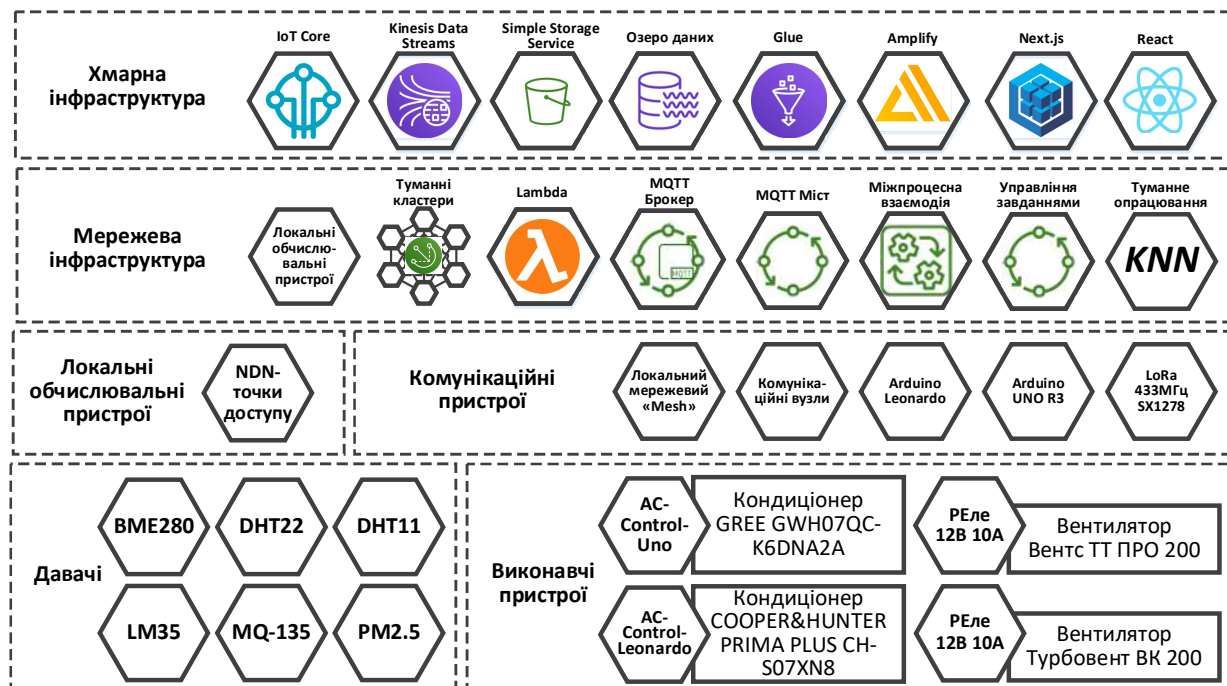 Хмарна
інфраструктура
IoT Core
Kinesis Data
Streams
Simple Storage
Service
Озеро даних
Glue
Amplify
Next.js
React
Мережева
інфраструктура
Локальні
обчислю-
вальні
пристрої
Туманні
кластери
Lambda
MQTT
Брокер
MQTT
MQTT Міст
Міжпроцесна
взаємодія
Управління
завданнями
Туманне
опрацювання
KNN
Локальні
обчислювальні
пристрої
NDN-
точки
доступу
Комунікаційні
пристрої
Локальний
мережевий
«Mesh»
Комуніка-
ційні вузли
Arduino
Leonardo
Arduino
UNO R3
LoRa
433МГц
SX1278
Давачі
BME280
DHT22
DHT11
LM35
MQ-135
PM2.5
Виконавчі
пристрої
AC-
Control-
Uno
Кондиціонер
GREE GWH07QC-
K6DNA2A
РЕле
12В 10А
Вентилятор
Вентс ТТ ПРО 200
AC-
Control-
Leonardo
Кондиціонер
COOPER&HUNTER
PRIMA PLUS CH-
S07XN8
РЕле
12В 10А
Вентилятор
Турбовент ВК 200